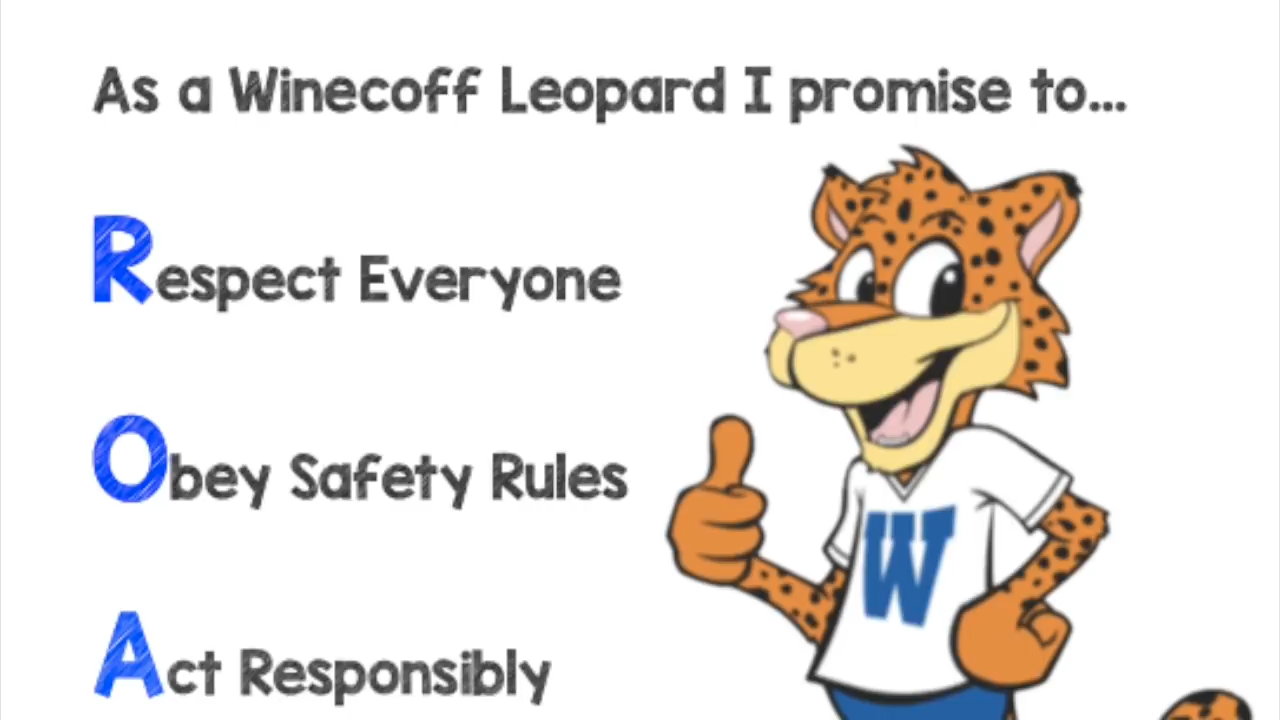 As a Winecoff Leopard I promise to...
Respect Everyone
Obey Safety Rules
W
Act Responsibly